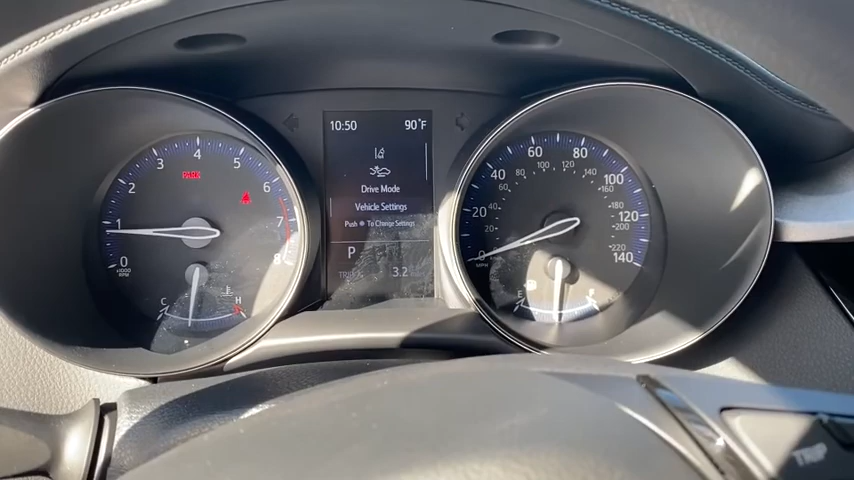 10:50 90°F
Drive Mode
Vehicle Settings
Push To Change Settings
P
TRIP 3.2
0 1 2 3 4 5 6 7 8
x1000
RPM
PARK
C H
0 20 40 60 80 100 120 140
20 40 60 80 100 120 140 160 180 200 220
MPH
E F
TRIP